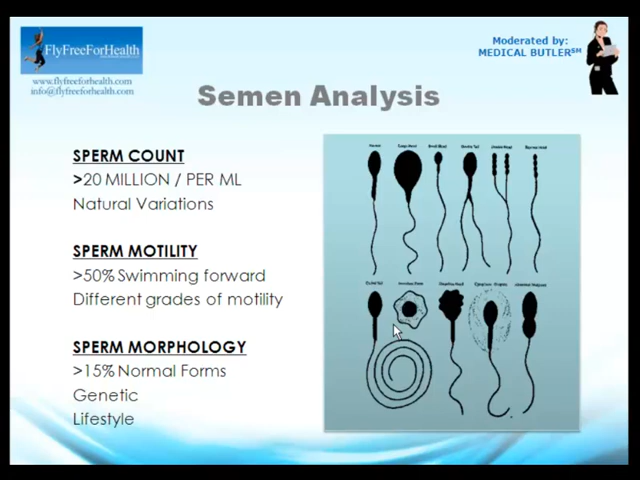 FlyFreeForHealth
www.flyfreeforhealth.com
info@flyfreeforhealth.com
Moderated by:
MEDICAL BUTLER℠
Semen Analysis
SPERM COUNT
>20 MILLION / PER ML
Natural Variations
SPERM MOTILITY
>50% Swimming forward
Different grades of motility
SPERM MORPHOLOGY
>15% Normal Forms
Genetic
Lifestyle